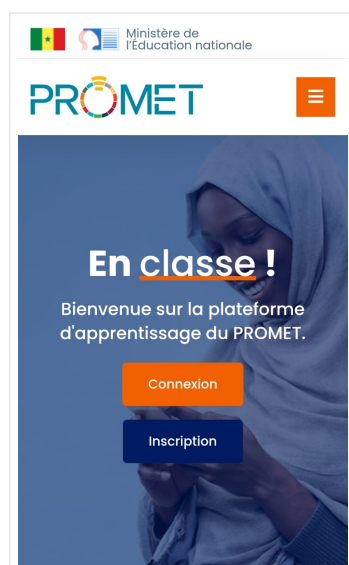 Ministère de
l'Éducation nationale
PROMET
En classe !
Bienvenue sur la plateforme
d'apprentissage du PROMET.
Connexion
Inscription